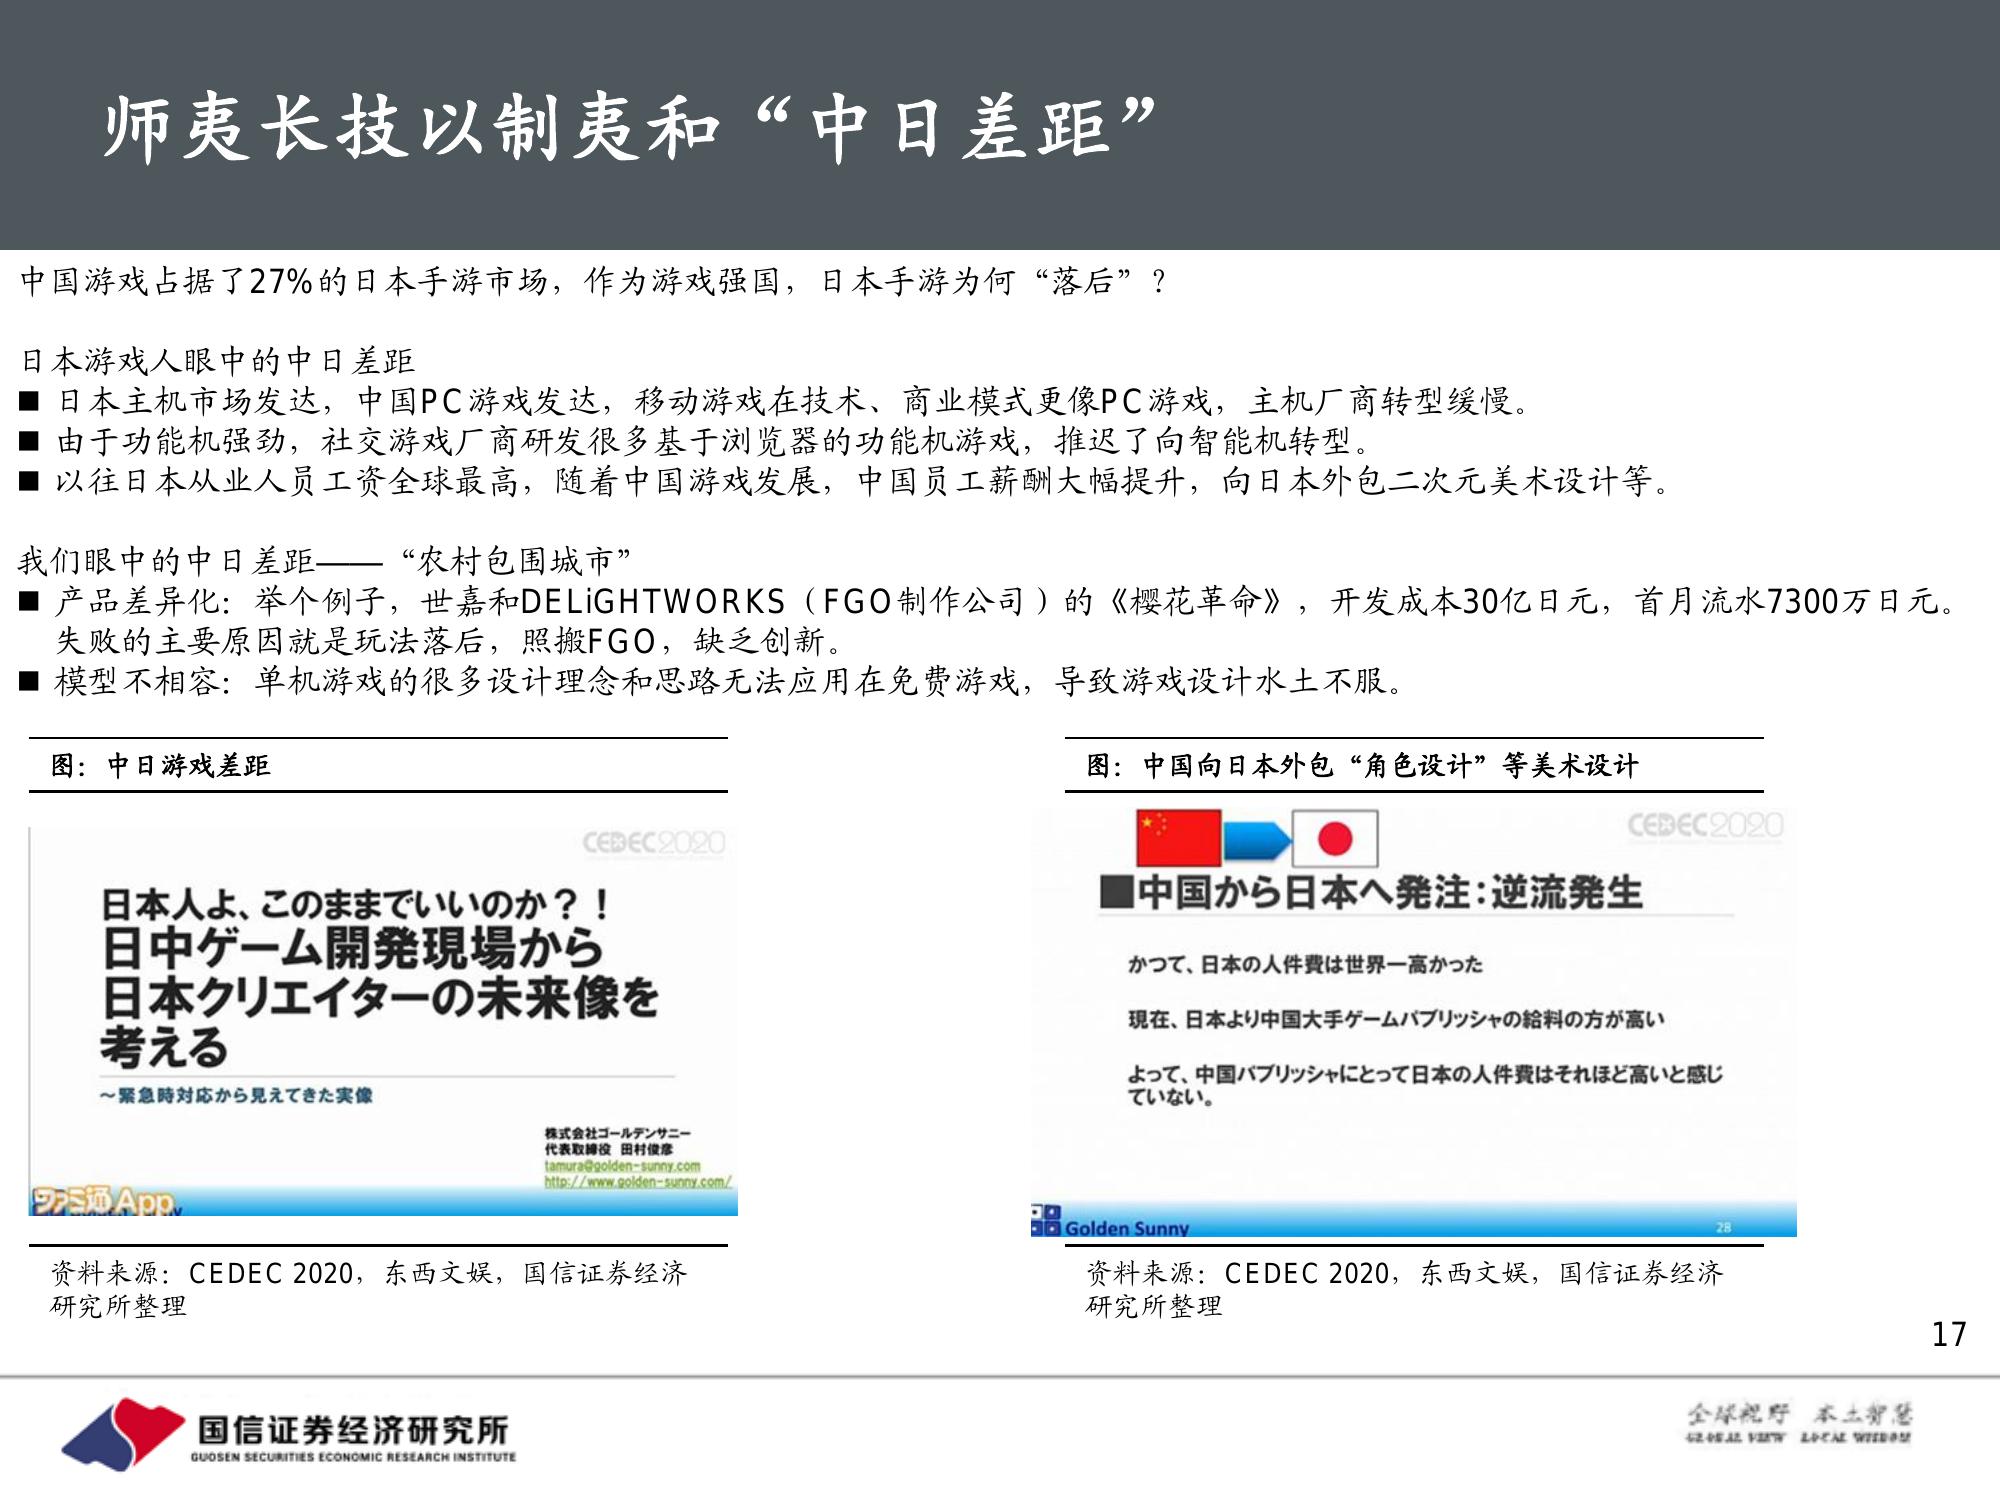 师夷长技以制夷和“中日差距”
中国游戏占据了27%的日本手游市场，作为游戏强国，日本手游为何“落后”？
日本游戏人眼中的中日差距
■ 日本主机市场发达，中国PC游戏发达，移动游戏在技术、商业模式更像PC游戏，主机厂商转型缓慢。
■ 由于功能机强劲，社交游戏厂商研发很多基于浏览器的功能机游戏，推迟了向智能机转型。
■ 以往日本从业人员工资全球最高，随着中国游戏发展，中国员工薪酬大幅提升，向日本外包二次元美术设计等。
我们眼中的中日差距——“农村包围城市”
■ 产品差异化：举个例子，世嘉和DELiGHTWORKS（FGO制作公司）的《樱花革命》，开发成本30亿日元，首月流水7300万日元。
失败的主要原因就是玩法落后，照搬FGO，缺乏创新。
■ 模型不相容：单机游戏的很多设计理念和思路无法应用在免费游戏，导致游戏设计水土不服。
图：中日游戏差距
CEDEC2020
日本人よ、このままでいいのか？！
日中ゲーム開発現場から
日本クリエイターの未来像を
考える
～緊急時対応から見えてきた実像
株式会社ゴールデンサニー
代表取締役 田村俊彦
tamura@golden-sunny.com
http://www.golden-sunny.com/
ファミ通App
资料来源：CEDEC 2020，东西文娱，国信证券经济
研究所整理
图：中国向日本外包“角色设计”等美术设计
CEDEC2020
■中国から日本へ発注：逆流発生
かつて、日本の人件費は世界一高かった
現在、日本より中国大手ゲームパブリッシャの給料の方が高い
よって、中国パブリッシャにとって日本の人件費はそれほど高いと感じ
ていない。
Golden Sunny
28
资料来源：CEDEC 2020，东西文娱，国信证券经济
研究所整理
17
国信证券经济研究所
GUOSEN SECURITIES ECONOMIC RESEARCH INSTITUTE
全球视野 本土智慧
GLOBAL VIEW LOCAL WISDOM